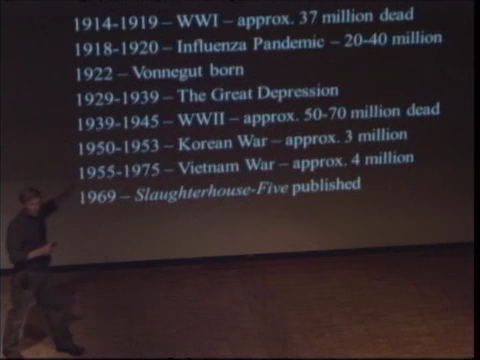 1914-1919 – WWI – approx. 37 million dead
1918-1920 – Influenza Pandemic – 20-40 million
1922 – Vonnegut born
1929-1939 – The Great Depression
1939-1945 – WWII – approx. 50-70 million dead
1950-1953 – Korean War – approx. 3 million
1955-1975 – Vietnam War – approx. 4 million
1969 – Slaughterhouse-Five published